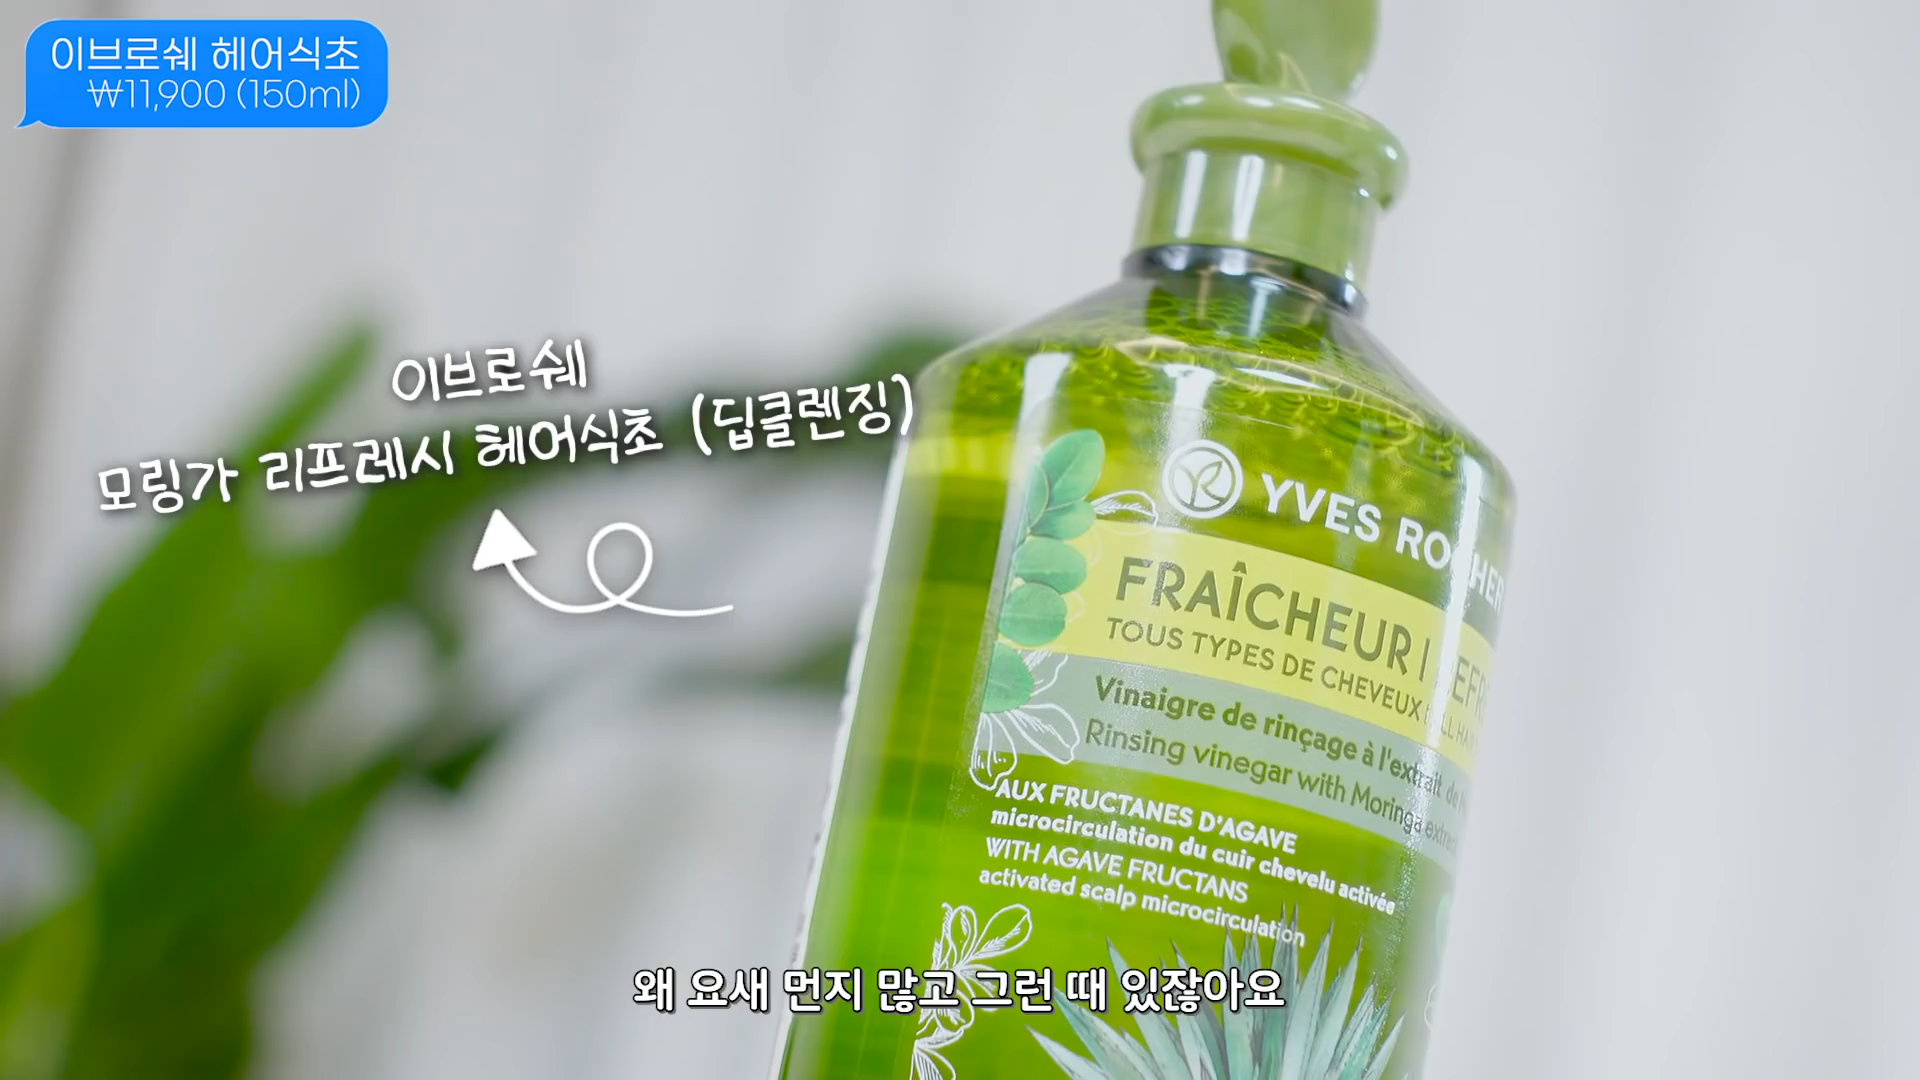 이브로쉐 헤어식초
₩11,900 (150ml)
이브로쉐
모링가 리프레시 헤어식초 (딥클렌징)
YVES ROCHER
FRAÎCHEUR |
TOUS TYPES DE CHEVEUX
Vinaigre de rinçage à l'extrait de
Rinsing vinegar with Moringa extract
AUX FRUCTANES D'AGAVE
microcirculation du cuir chevelu activée
WITH AGAVE FRUCTANS
activated scalp microcirculation
왜 요새 먼지 많고 그런 때 있잖아요